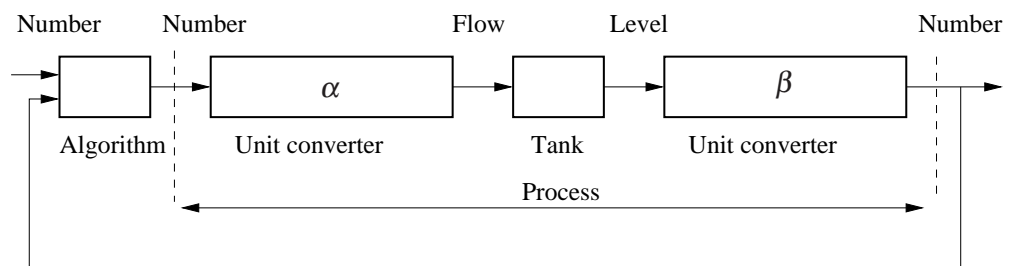 Number Number Flow Level Number
α β
Algorithm Unit converter Tank Unit converter
Process